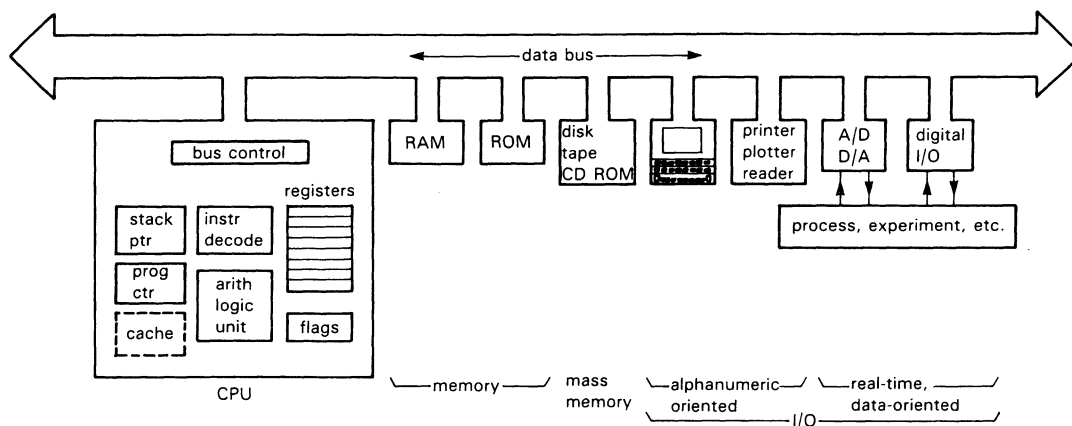 data bus
bus control
registers
stack
ptr
instr
decode
prog
ctr
arith
logic
unit
cache
flags
CPU
RAM
ROM
disk
tape
CD ROM
printer
plotter
reader
A/D
D/A
digital
I/O
process, experiment, etc.
memory
mass
memory
alphanumeric
oriented
real-time,
data-oriented
I/O